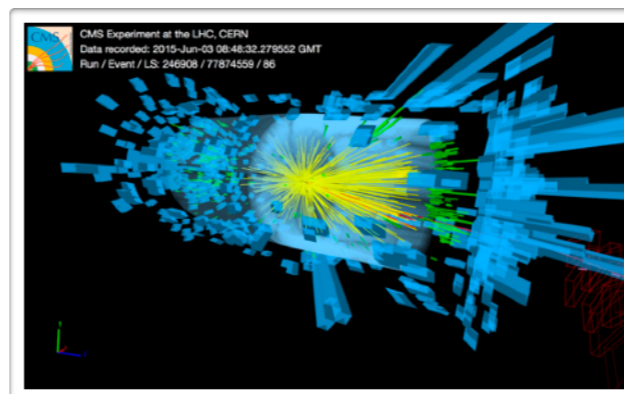 CMS
CMS Experiment at the LHC, CERN
Data recorded: 2015-Jun-03 08:48:32.279552 GMT
Run / Event / LS: 246908 / 77874559 / 86